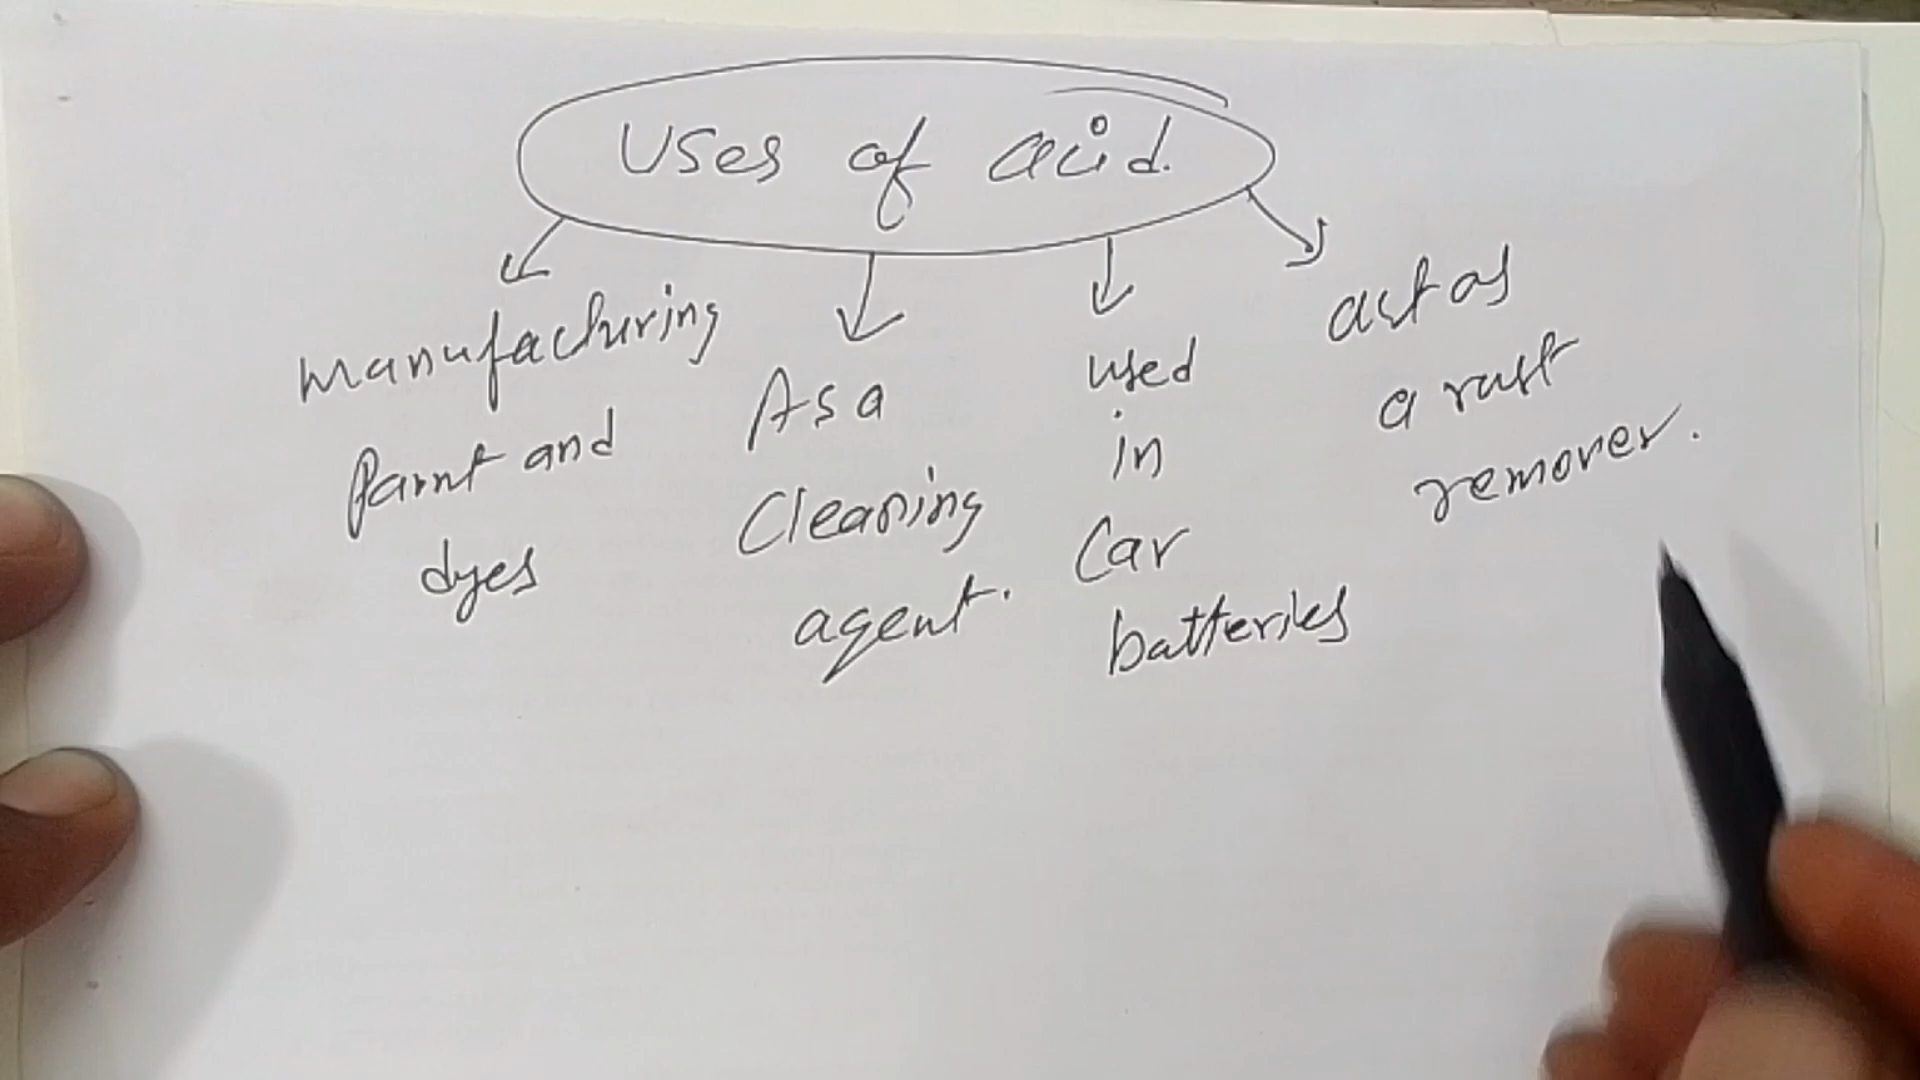 Uses of acid.
manufacturing
Paint and
dyes
As a
Cleaning
agent.
used
in
Car
batteries
act as
a rust
remover.